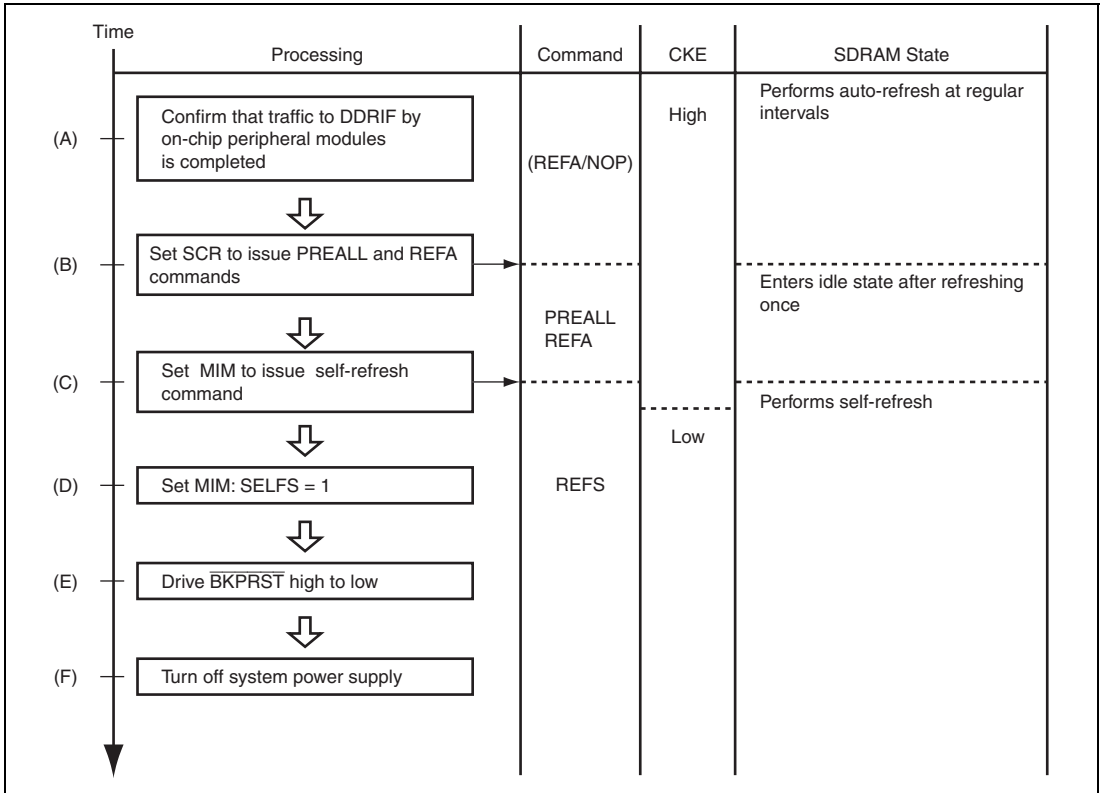 Time
Processing
Command
CKE
SDRAM State
(A)
Confirm that traffic to DDRIF by
on-chip peripheral modules
is completed
(REFA/NOP)
High
Performs auto-refresh at regular
intervals
(B)
Set SCR to issue PREALL and REFA
commands
PREALL
REFA
Enters idle state after refreshing
once
(C)
Set MIM to issue self-refresh
command
Low
Performs self-refresh
(D)
Set MIM: SELFS = 1
REFS
(E)
Drive B̅K̅P̅R̅S̅T̅ high to low
(F)
Turn off system power supply